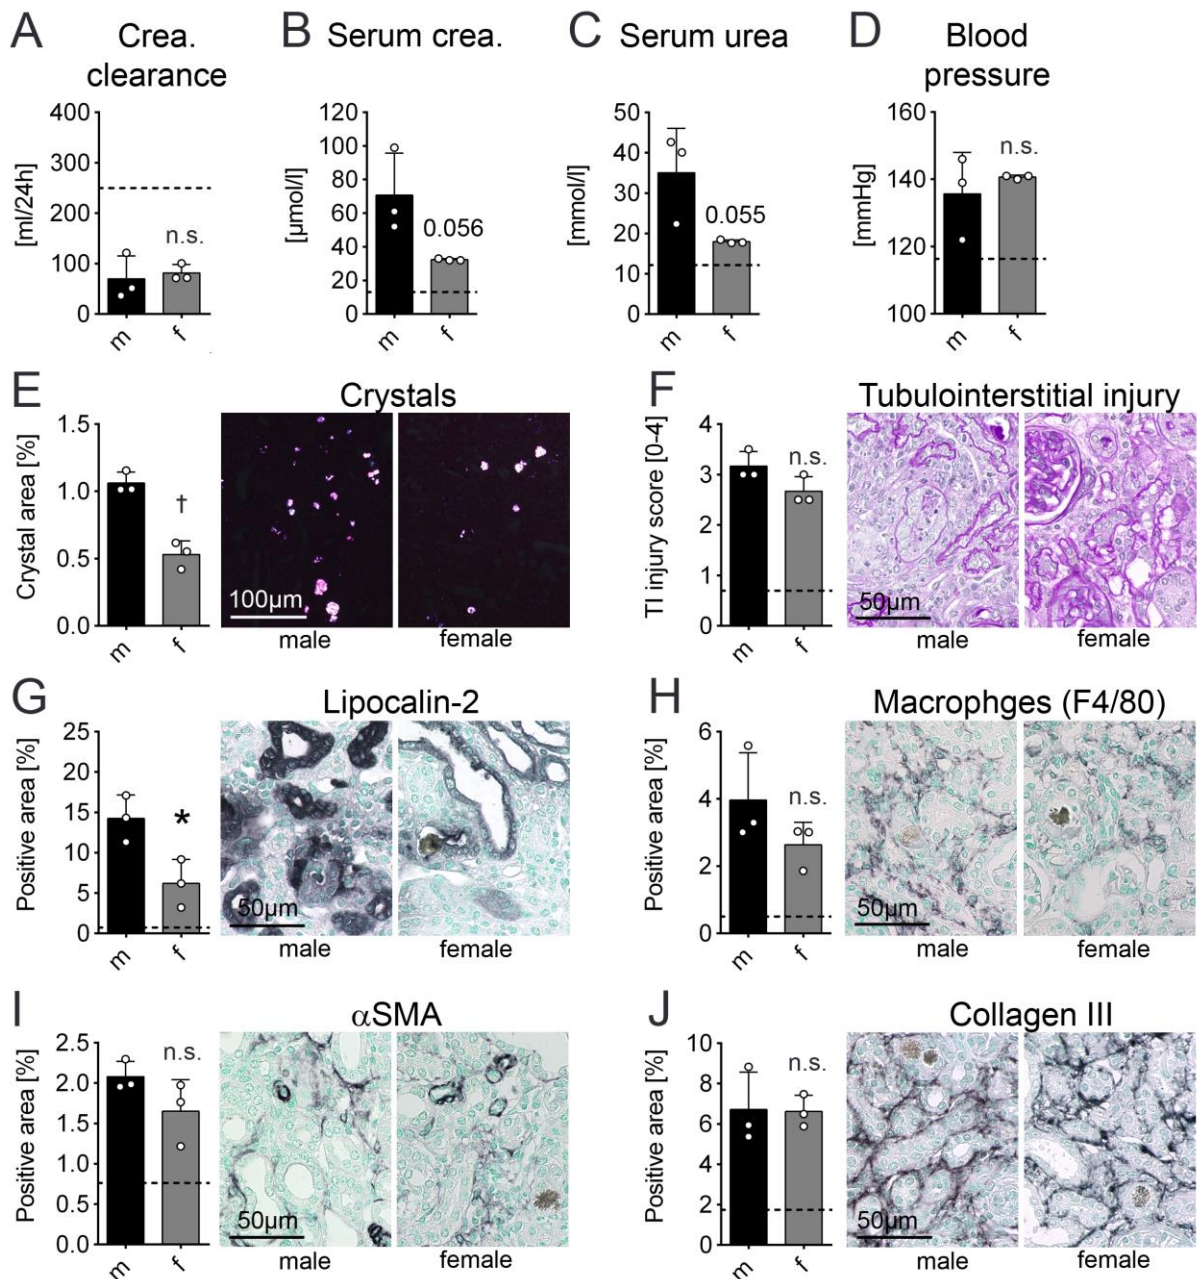 A Crea. clearance
400
300
200
100
0
[ml/24h]
n.s.
m f
B Serum crea.
120
100
80
60
40
20
0
[µmol/l]
0.056
m f
C Serum urea
50
40
30
20
10
0
[mmol/l]
0.055
m f
D Blood pressure
160
140
120
100
[mmHg]
n.s.
m f
E Crystals
1.5
1.0
0.5
0.0
Crystal area [%]
†
m f
100µm
male female
F Tubulointerstitial injury
4
3
2
1
0
TI injury score [0-4]
n.s.
m f
50µm
male female
G Lipocalin-2
25
20
15
10
5
0
Positive area [%]
*
m f
50µm
male female
H Macrophges (F4/80)
6
4
2
0
Positive area [%]
n.s.
m f
50µm
male female
I αSMA
2.5
2.0
1.5
1.0
0.5
0.0
Positive area [%]
n.s.
m f
50µm
male female
J Collagen III
10
8
6
4
2
0
Positive area [%]
n.s.
m f
50µm
male female